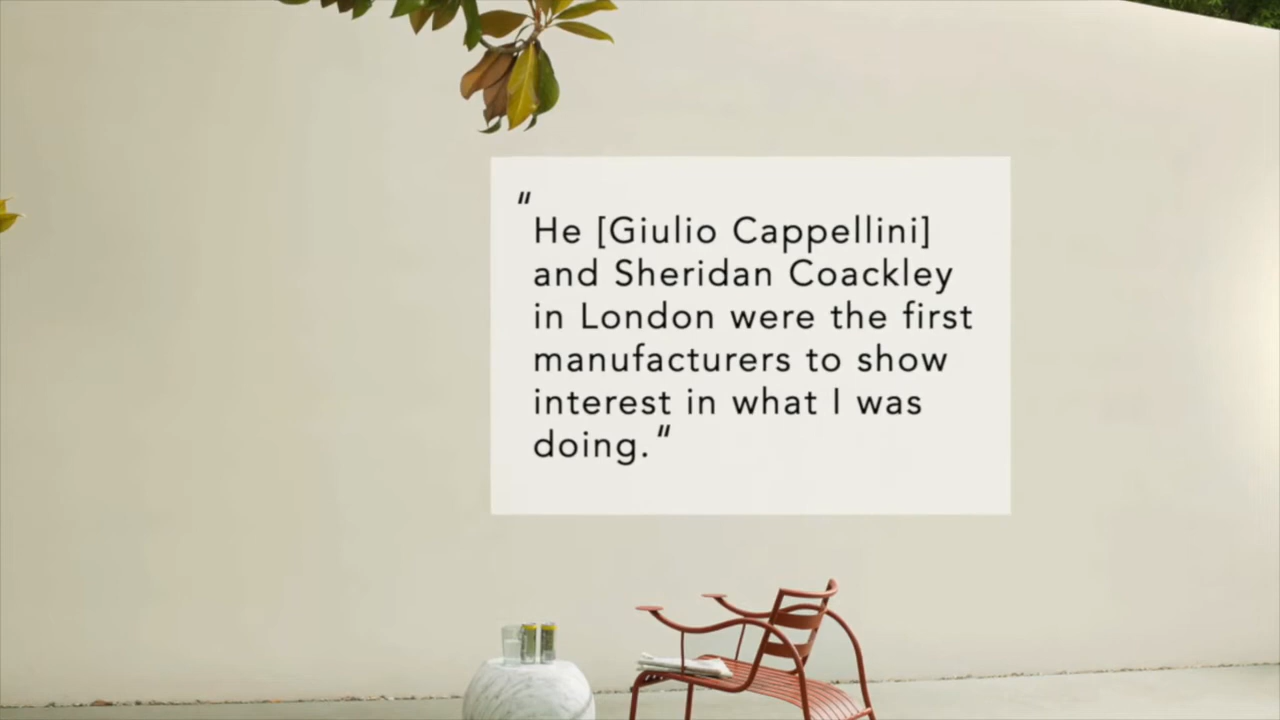 "He [Giulio Cappellini]
and Sheridan Coackley
in London were the first
manufacturers to show
interest in what I was
doing."